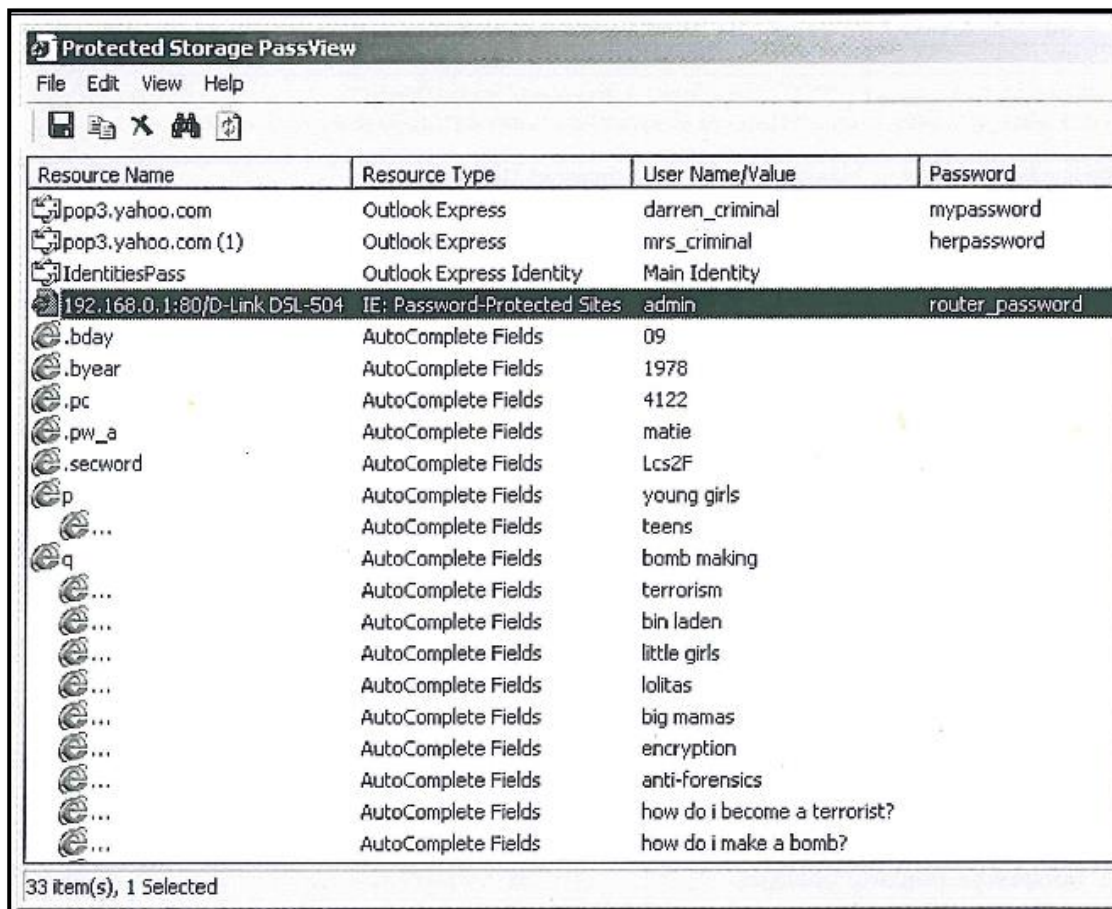 Protected Storage PassView
File Edit View Help
Resource Name Resource Type User Name/Value Password
pop3.yahoo.com Outlook Express darren_criminal mypassword
pop3.yahoo.com (1) Outlook Express mrs_criminal herpassword
IdentitiesPass Outlook Express Identity Main Identity
192.168.0.1:80/D-Link DSL-504 IE: Password-Protected Sites admin router_password
.bday AutoComplete Fields 09
.byear AutoComplete Fields 1978
.pc AutoComplete Fields 4122
.pw_a AutoComplete Fields matie
.secword AutoComplete Fields Lcs2F
p AutoComplete Fields young girls
... AutoComplete Fields teens
q AutoComplete Fields bomb making
... AutoComplete Fields terrorism
... AutoComplete Fields bin laden
... AutoComplete Fields little girls
... AutoComplete Fields lolitas
... AutoComplete Fields big mamas
... AutoComplete Fields encryption
... AutoComplete Fields anti-forensics
... AutoComplete Fields how do i become a terrorist?
... AutoComplete Fields how do i make a bomb?
33 item(s), 1 Selected